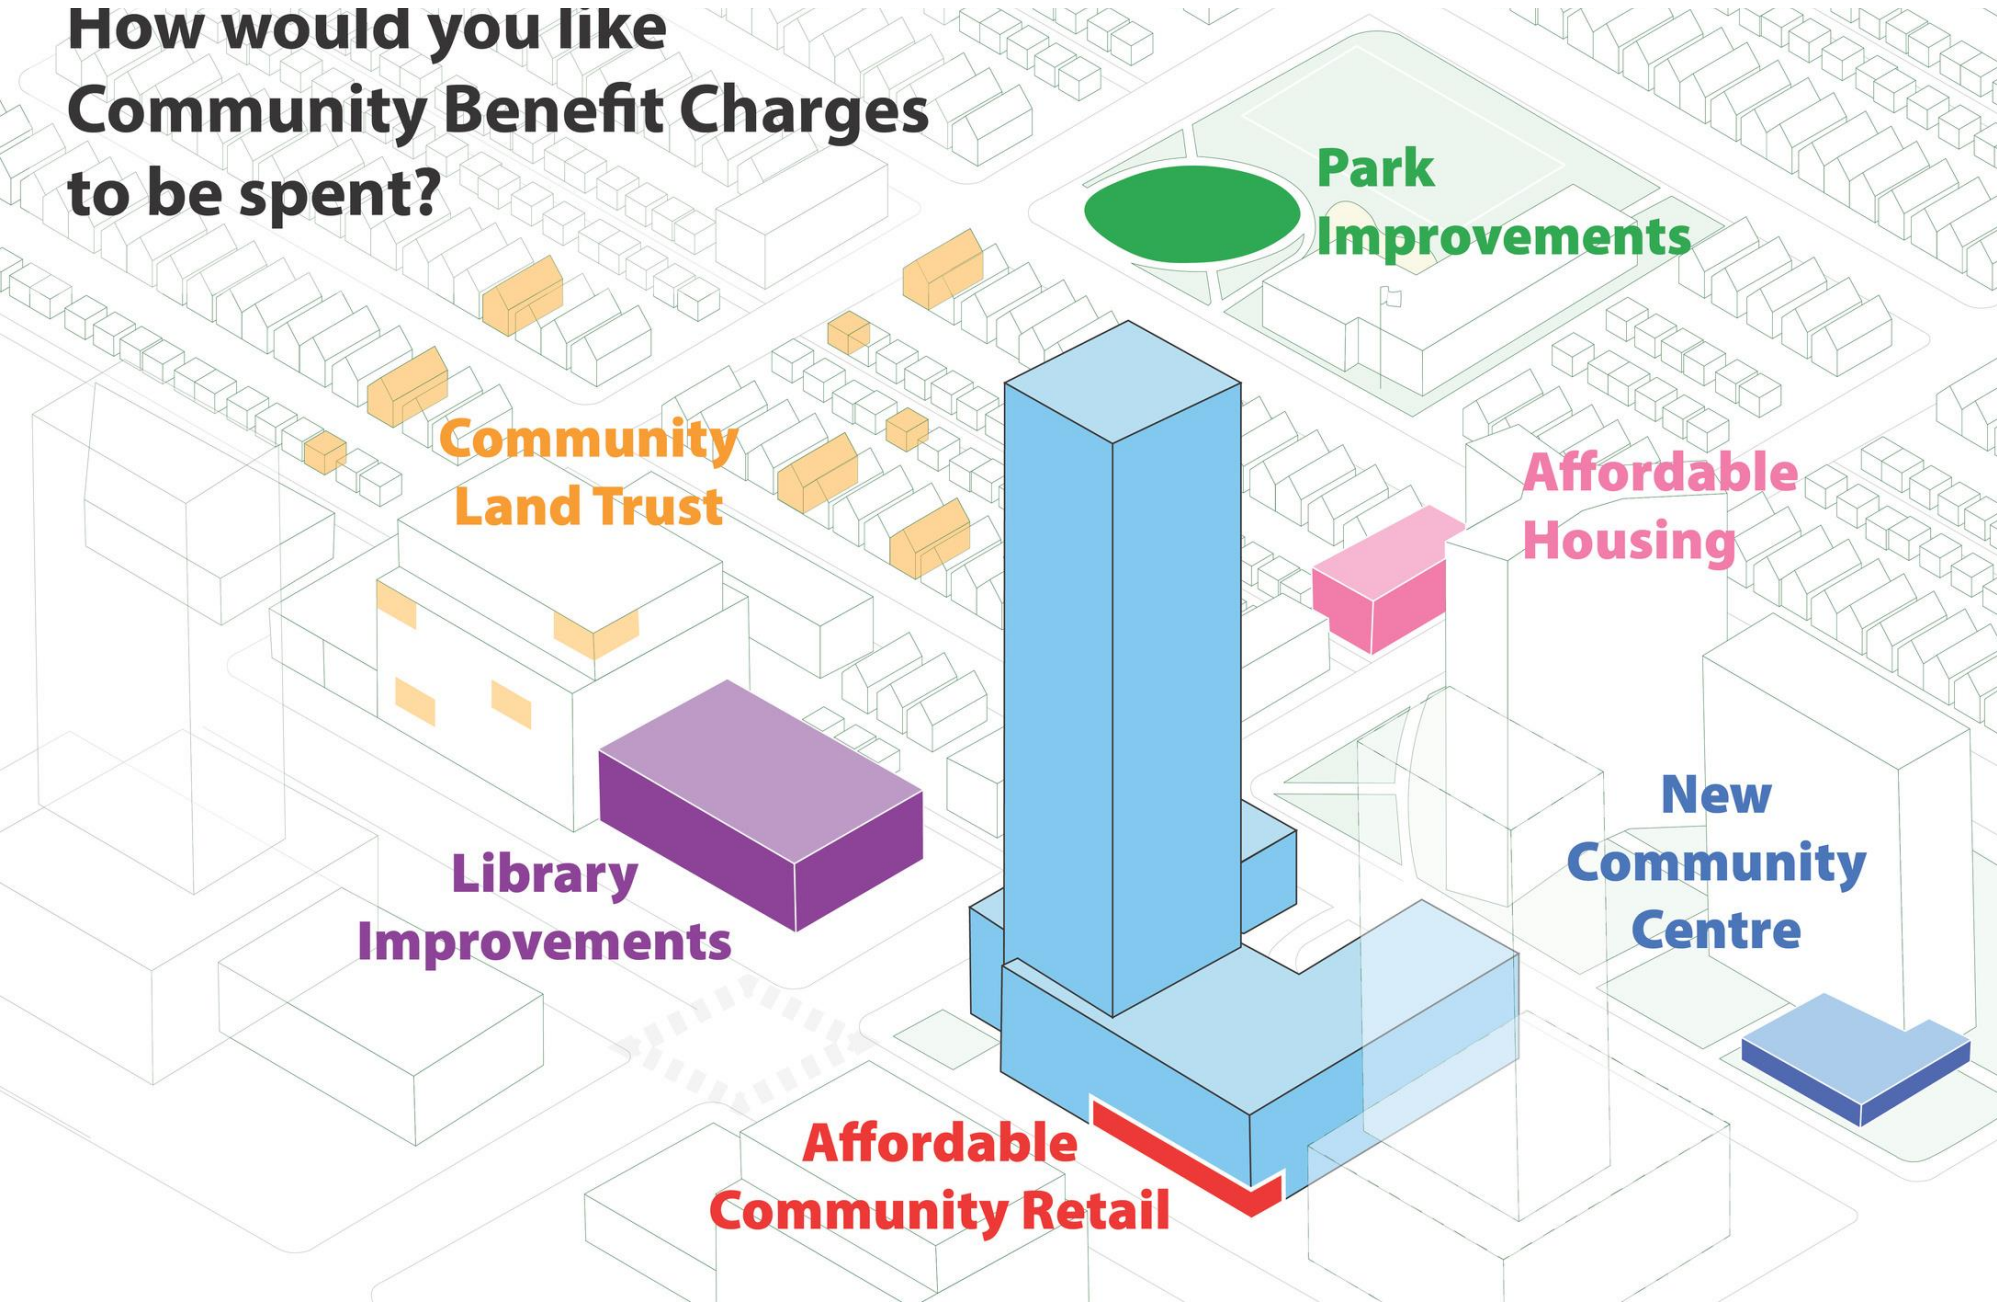 How would you like
Community Benefit Charges
to be spent?
Park
Improvements
Community
Land Trust
Affordable
Housing
New
Community
Centre
Library
Improvements
Affordable
Community Retail